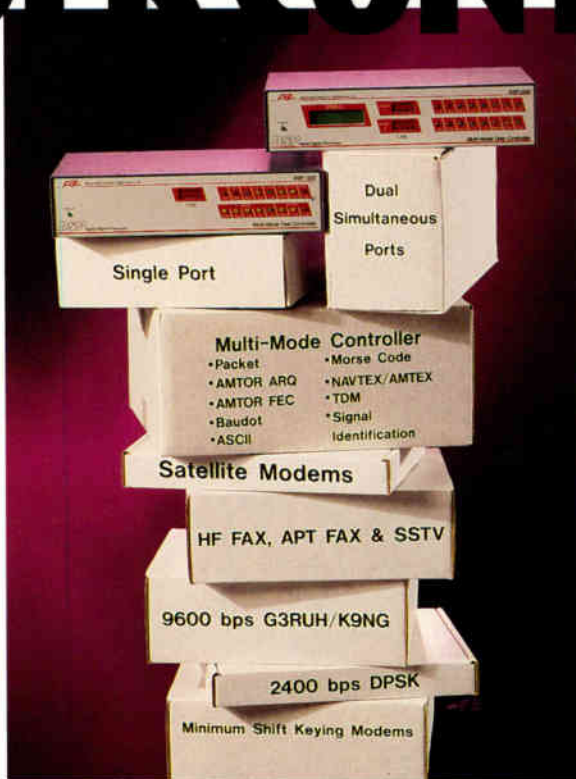 Dual
Simultaneous
Ports
Single Port
Multi-Mode Controller
•Packet
•AMTOR ARQ
•AMTOR FEC
•Baudot
•ASCII
•Morse Code
•NAVTEX/AMTEX
•TDM
•Signal
Identification
Satellite Modems
HF FAX, APT FAX & SSTV
9600 bps G3RUH/K9NG
2400 bps DPSK
Minimum Shift Keying Modems